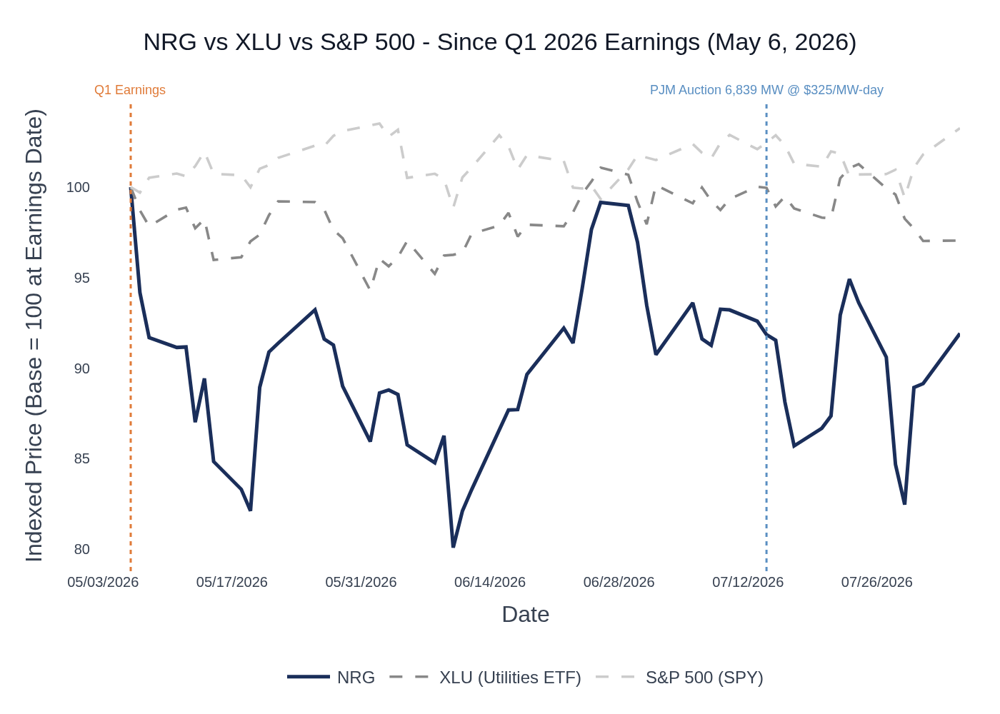 NRG vs XLU vs S&P 500 - Since Q1 2026 Earnings (May 6, 2026)
Q1 Earnings
PJM Auction 6,839 MW @ $325/MW-day
Indexed Price (Base = 100 at Earnings Date)
100
95
90
85
80
05/03/2026
05/17/2026
05/31/2026
06/14/2026
06/28/2026
07/12/2026
07/26/2026
Date
NRG
XLU (Utilities ETF)
S&P 500 (SPY)